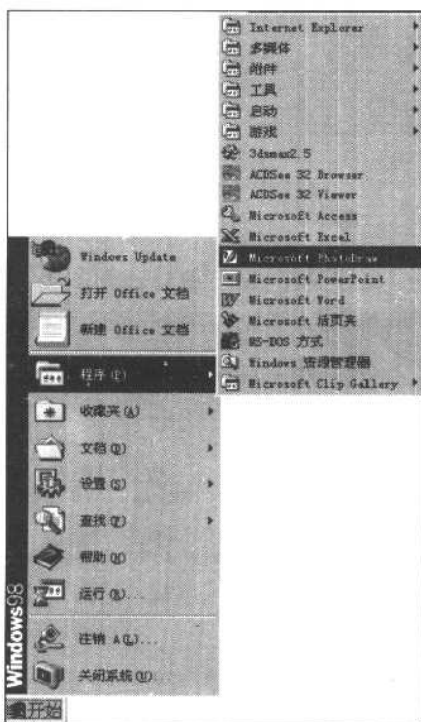 Internet Explorer
多媒体
附件
工具
启动
游戏
3dsmax2.5
ACDSee 32 Browser
ACDSee 32 Viewer
Microsoft Access
Microsoft Excel
Microsoft PhotoDraw
Microsoft PowerPoint
Microsoft Word
Microsoft 活页夹
MS-DOS 方式
Windows 资源管理器
Microsoft Clip Gallery
Windows Update
打开 Office 文档
新建 Office 文档
程序(P)
收藏夹(A)
文档(D)
设置(S)
查找(F)
帮助(H)
运行(R)...
注销 A(L)...
关闭系统(U)...
Windows98
开始